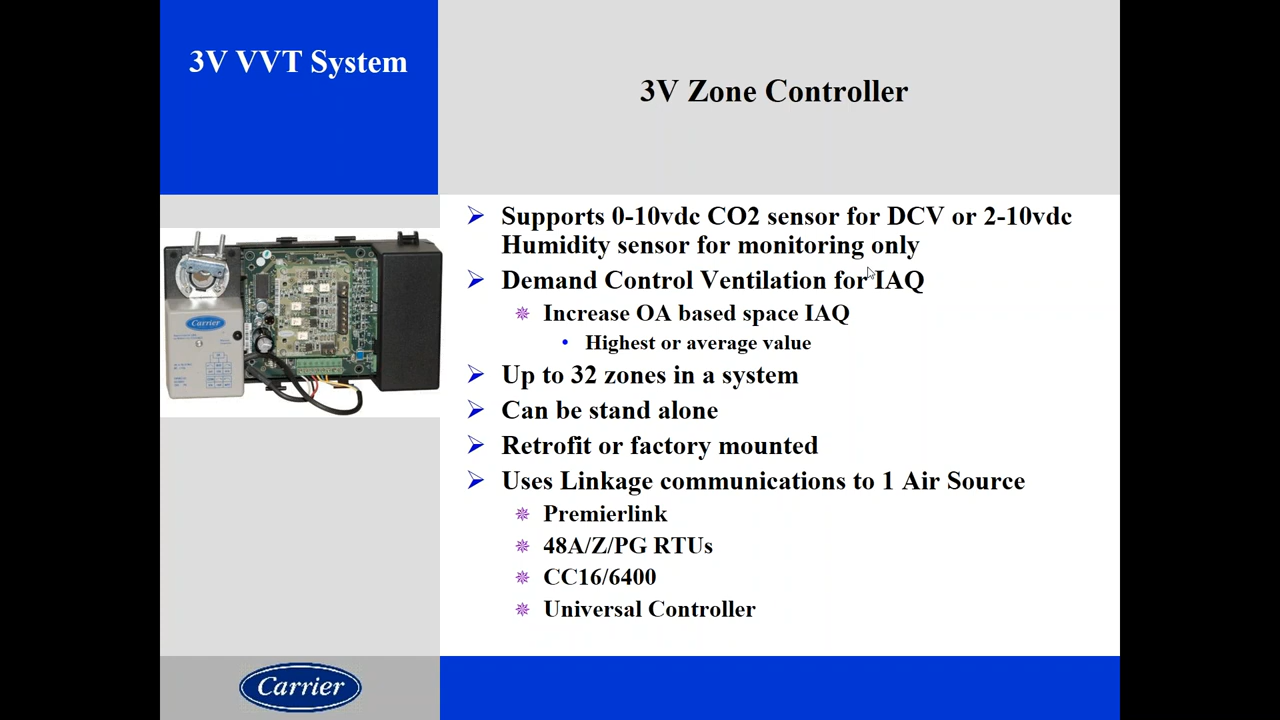 3V VVT System
3V Zone Controller
Supports 0-10vdc CO2 sensor for DCV or 2-10vdc
Humidity sensor for monitoring only
Demand Control Ventilation for IAQ
Increase OA based space IAQ
Highest or average value
Up to 32 zones in a system
Can be stand alone
Retrofit or factory mounted
Uses Linkage communications to 1 Air Source
Premierlink
48A/Z/PG RTUs
CC16/6400
Universal Controller
Carrier
Carrier